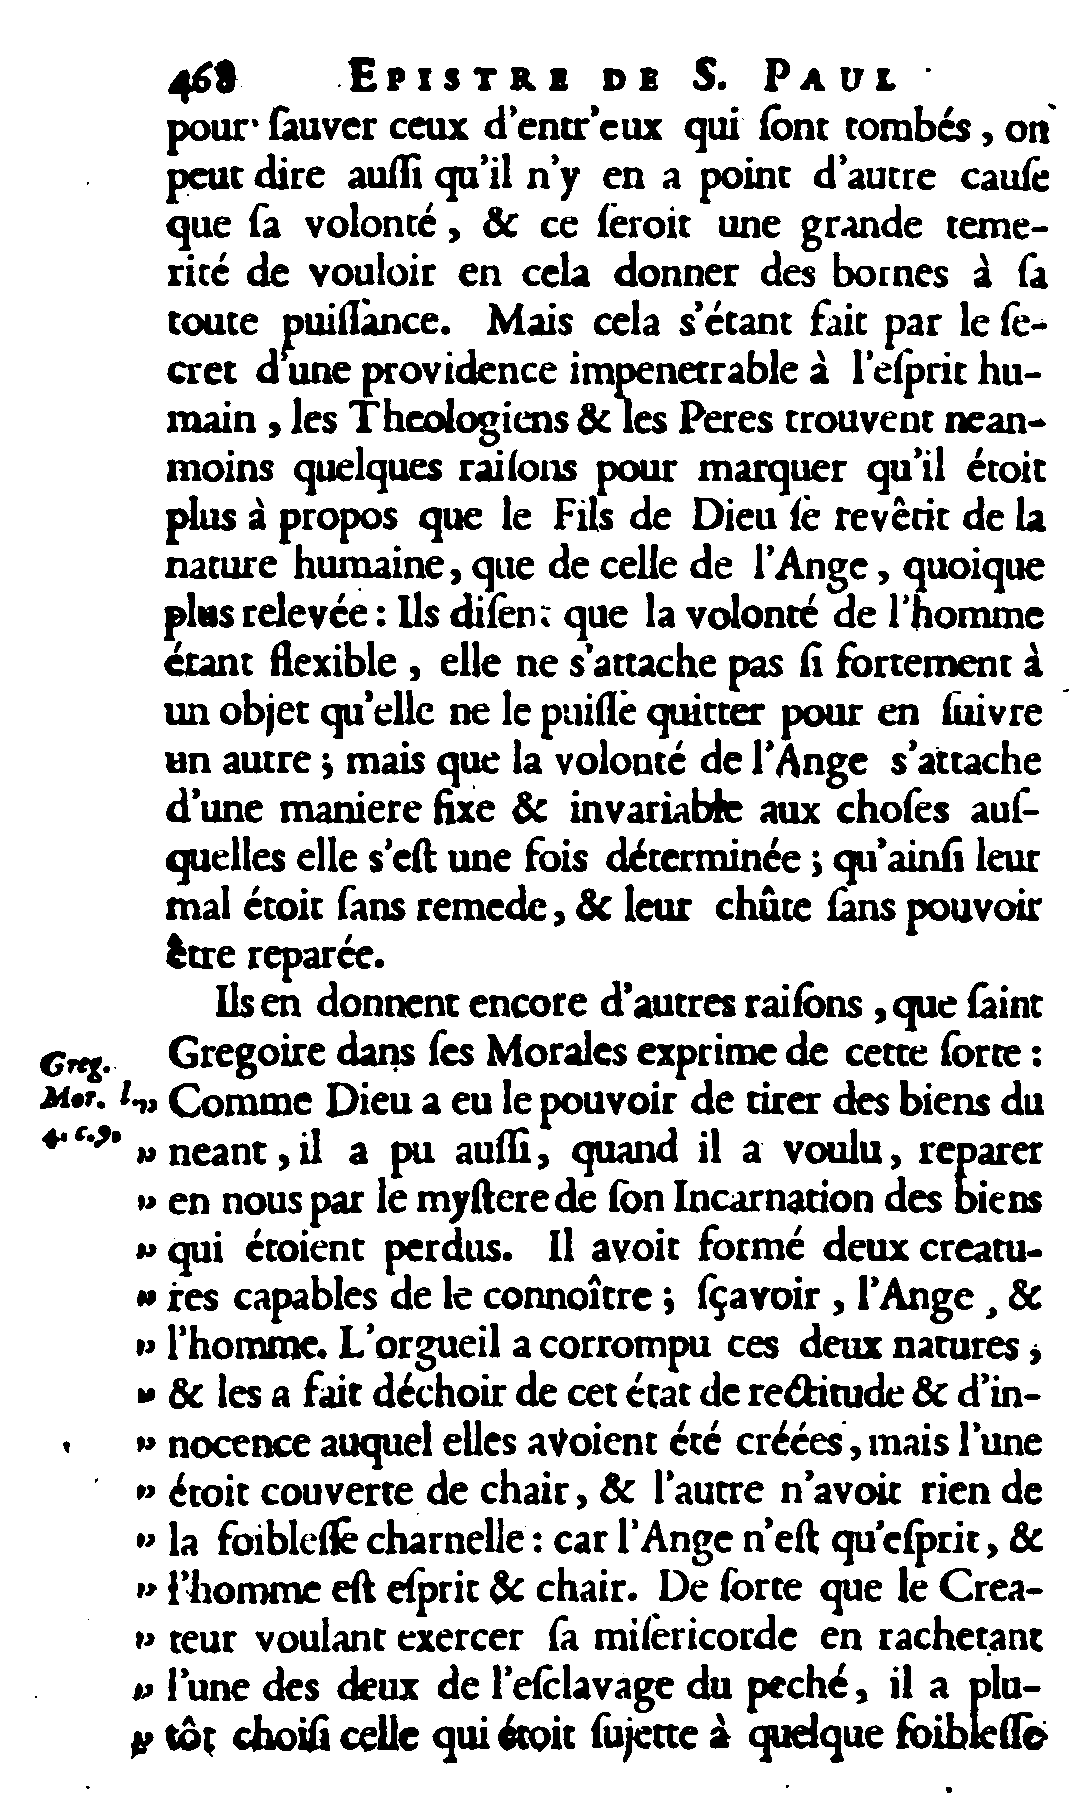 468 EPISTRE DE S. PAUL
pour ſauver ceux d'entr'eux qui ſont tombés, on
peut dire auſſi qu'il n'y en a point d'autre cauſe
que ſa volonté, & ce ſeroit une grande teme-
rité de vouloir en cela donner des bornes à ſa
toute puiſſance. Mais cela s'étant fait par le ſe-
cret d'une providence impenetrable à l'eſprit hu-
main, les Theologiens & les Peres trouvent nean-
moins quelques raiſons pour marquer qu'il étoit
plus à propos que le Fils de Dieu ſe revêtit de la
nature humaine, que de celle de l'Ange, quoique
plus relevée : Ils diſent que la volonté de l'homme
étant flexible, elle ne s'attache pas ſi fortement à
un objet qu'elle ne le puiſſe quitter pour en ſuivre
un autre ; mais que la volonté de l'Ange s'attache
d'une maniere fixe & invariable aux choſes auſ-
quelles elle s'eſt une fois déterminée ; qu'ainſi leur
mal étoit ſans remede, & leur chûte ſans pouvoir
être reparée.
Ils en donnent encore d'autres raiſons, que ſaint
Gregoire dans ſes Morales exprime de cette ſorte :
Greg.
Mor. l.
4. c. 9.
„ Comme Dieu a eu le pouvoir de tirer des biens du
„ neant, il a pu auſſi, quand il a voulu, reparer
„ en nous par le myſtere de ſon Incarnation des biens
„ qui étoient perdus. Il avoit formé deux creatu-
„ res capables de le connoître ; ſçavoir, l'Ange, &
„ l'homme. L'orgueil a corrompu ces deux natures ;
„ & les a fait déchoir de cet état de rectitude & d'in-
„ nocence auquel elles avoient été créées, mais l'une
„ étoit couverte de chair, & l'autre n'avoit rien de
„ la foibleſſe charnelle : car l'Ange n'eſt qu'eſprit, &
„ l'homme eſt eſprit & chair. De ſorte que le Crea-
„ teur voulant exercer ſa miſericorde en rachetant
„ l'une des deux de l'eſclavage du peché, il a plu-
„ tôt choiſi celle qui étoit ſujette à quelque foibleſſe